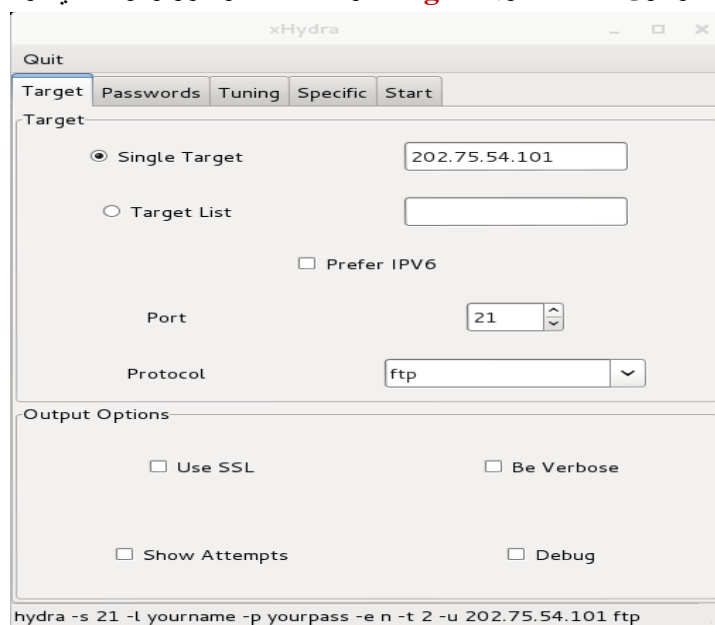 xHydra
Quit
Target Passwords Tuning Specific Start
Target
Single Target 202.75.54.101
Target List
Prefer IPV6
Port 21
Protocol ftp
Output Options
Use SSL Be Verbose
Show Attempts Debug
hydra -s 21 -l yourname -p yourpass -e n -t 2 -u 202.75.54.101 ftp